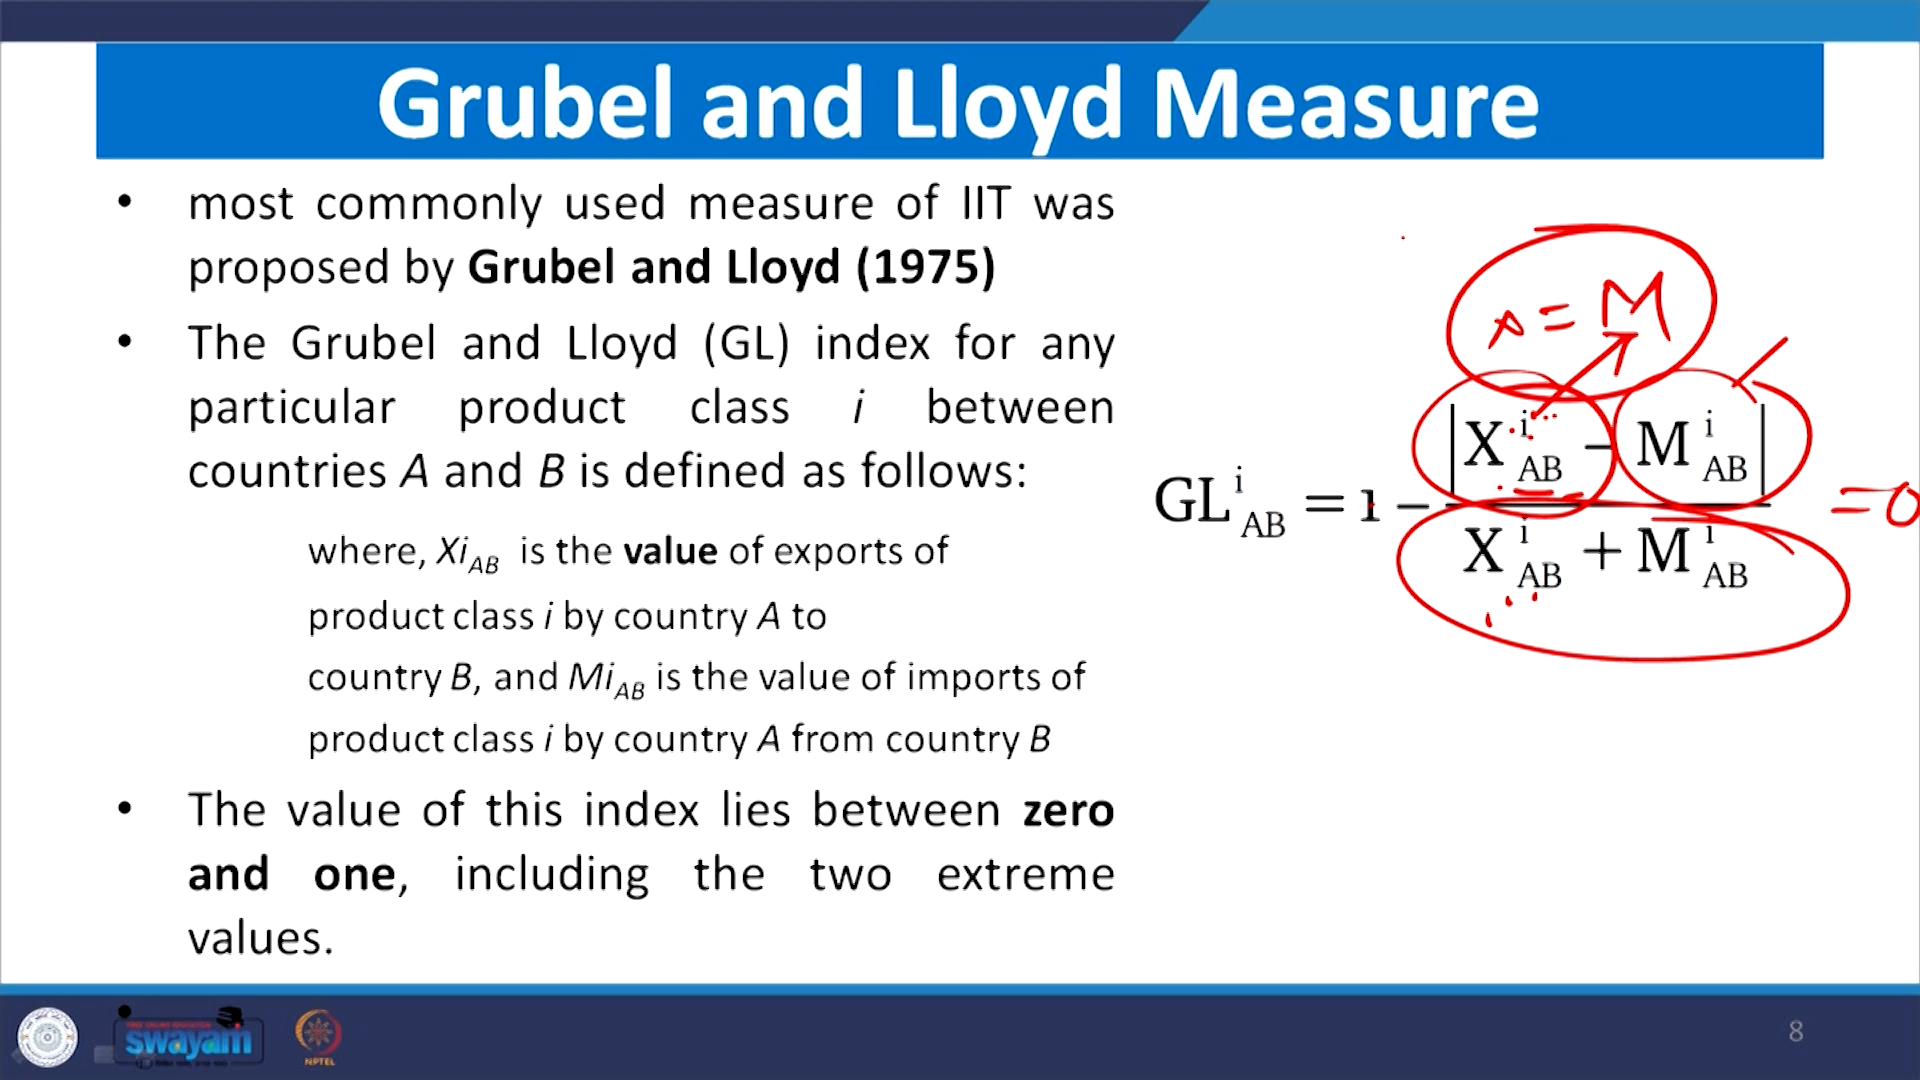 Grubel and Lloyd Measure
• most commonly used measure of IIT was
proposed by Grubel and Lloyd (1975)
• The Grubel and Lloyd (GL) index for any
particular product class i between
countries A and B is defined as follows:
where, Xi_AB is the value of exports of
product class i by country A to
country B, and Mi_AB is the value of imports of
product class i by country A from country B
• The value of this index lies between zero
and one, including the two extreme
values.
= M
|X^i_AB − M^i_AB|
GL^i_AB = 1 − =0
X^i_AB + M^i_AB
FREE ONLINE EDUCATION
swayam
NPTEL
8